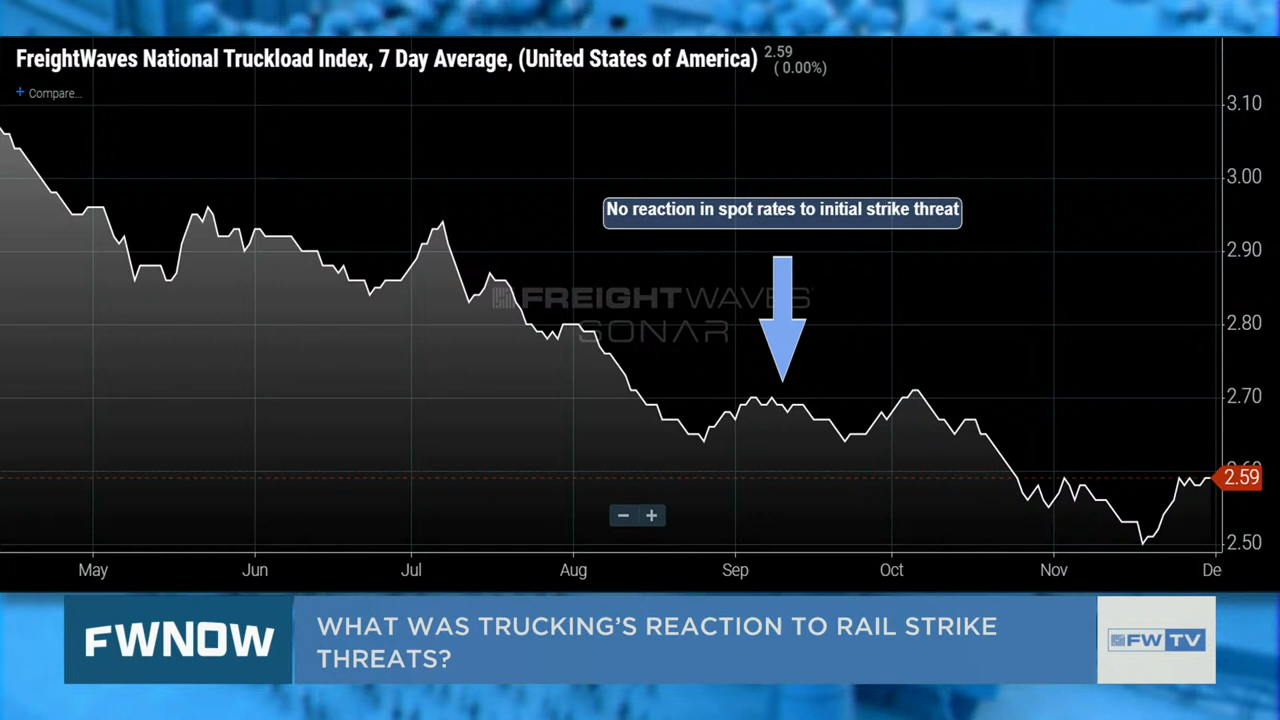 FreightWaves National Truckload Index, 7 Day Average, (United States of America) 2.59
( 0.00%)
+ Compare...
3.10
3.00
No reaction in spot rates to initial strike threat
2.90
FREIGHTWAVES
SONAR
2.80
2.70
2.60
2.59
− +
2.50
May Jun Jul Aug Sep Oct Nov De
FWNOW
WHAT WAS TRUCKING'S REACTION TO RAIL STRIKE
THREATS?
FW TV